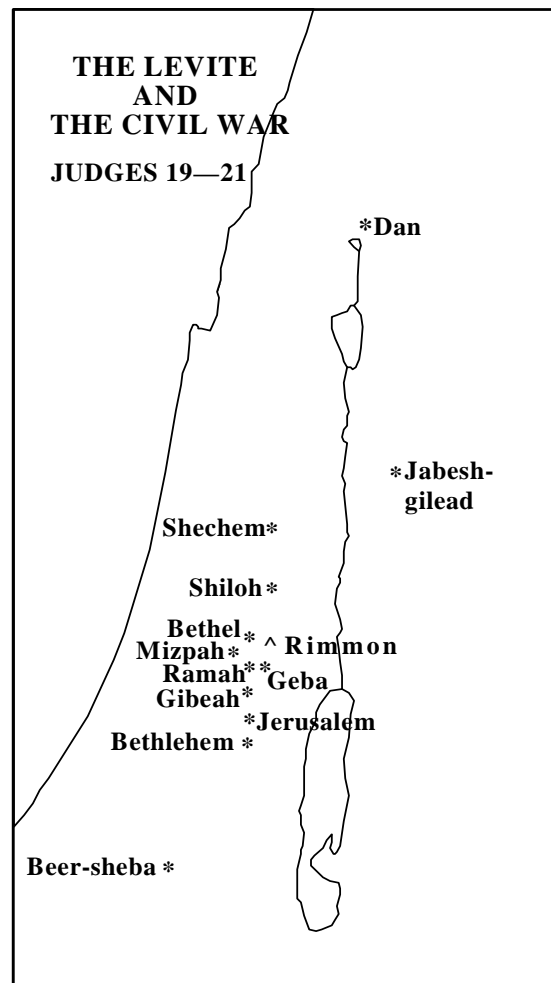 THE LEVITE
AND
THE CIVIL WAR
JUDGES 19—21
*Dan
*Jabesh-
gilead
Shechem*
Shiloh*
Bethel*
^ Rimmon
Mizpah*
Ramah**
Geba
Gibeah*
*Jerusalem
Bethlehem *
Beer-sheba *